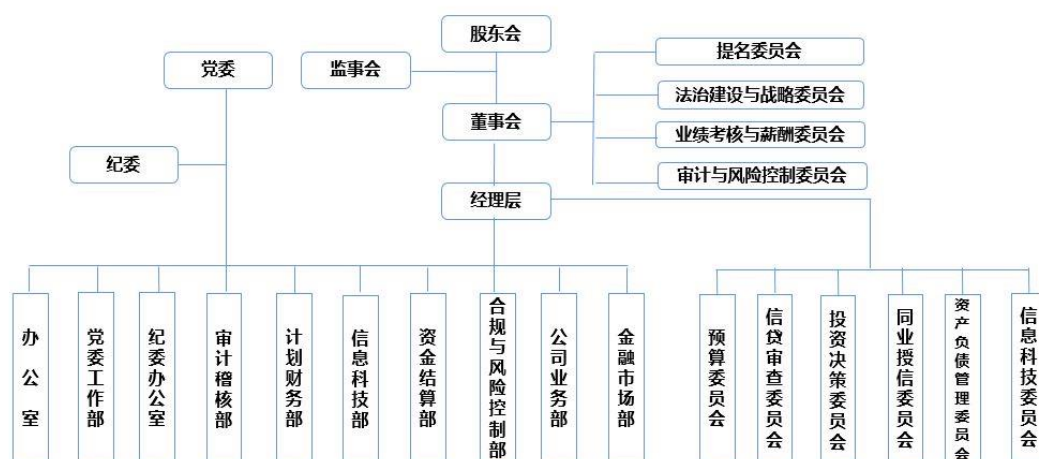 股东会
党委
监事会
提名委员会
法治建设与战略委员会
董事会
业绩考核与薪酬委员会
纪委
审计与风险控制委员会
经理层
办公室
党委工作部
纪委办公室
审计稽核部
计划财务部
信息科技部
资金结算部
合规与风险控制部
公司业务部
金融市场部
预算委员会
信贷审查委员会
投资决策委员会
同业授信委员会
资产负债管理委员会
信息科技委员会